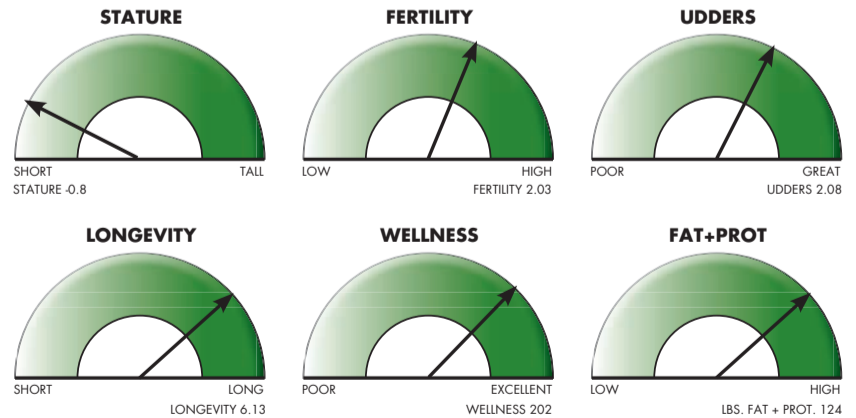 STATURE
SHORT TALL
STATURE -0.8
FERTILITY
LOW HIGH
FERTILITY 2.03
UDDERS
POOR GREAT
UDDERS 2.08
LONGEVITY
SHORT LONG
LONGEVITY 6.13
WELLNESS
POOR EXCELLENT
WELLNESS 202
FAT+PROT
LOW HIGH
LBS. FAT + PROT. 124